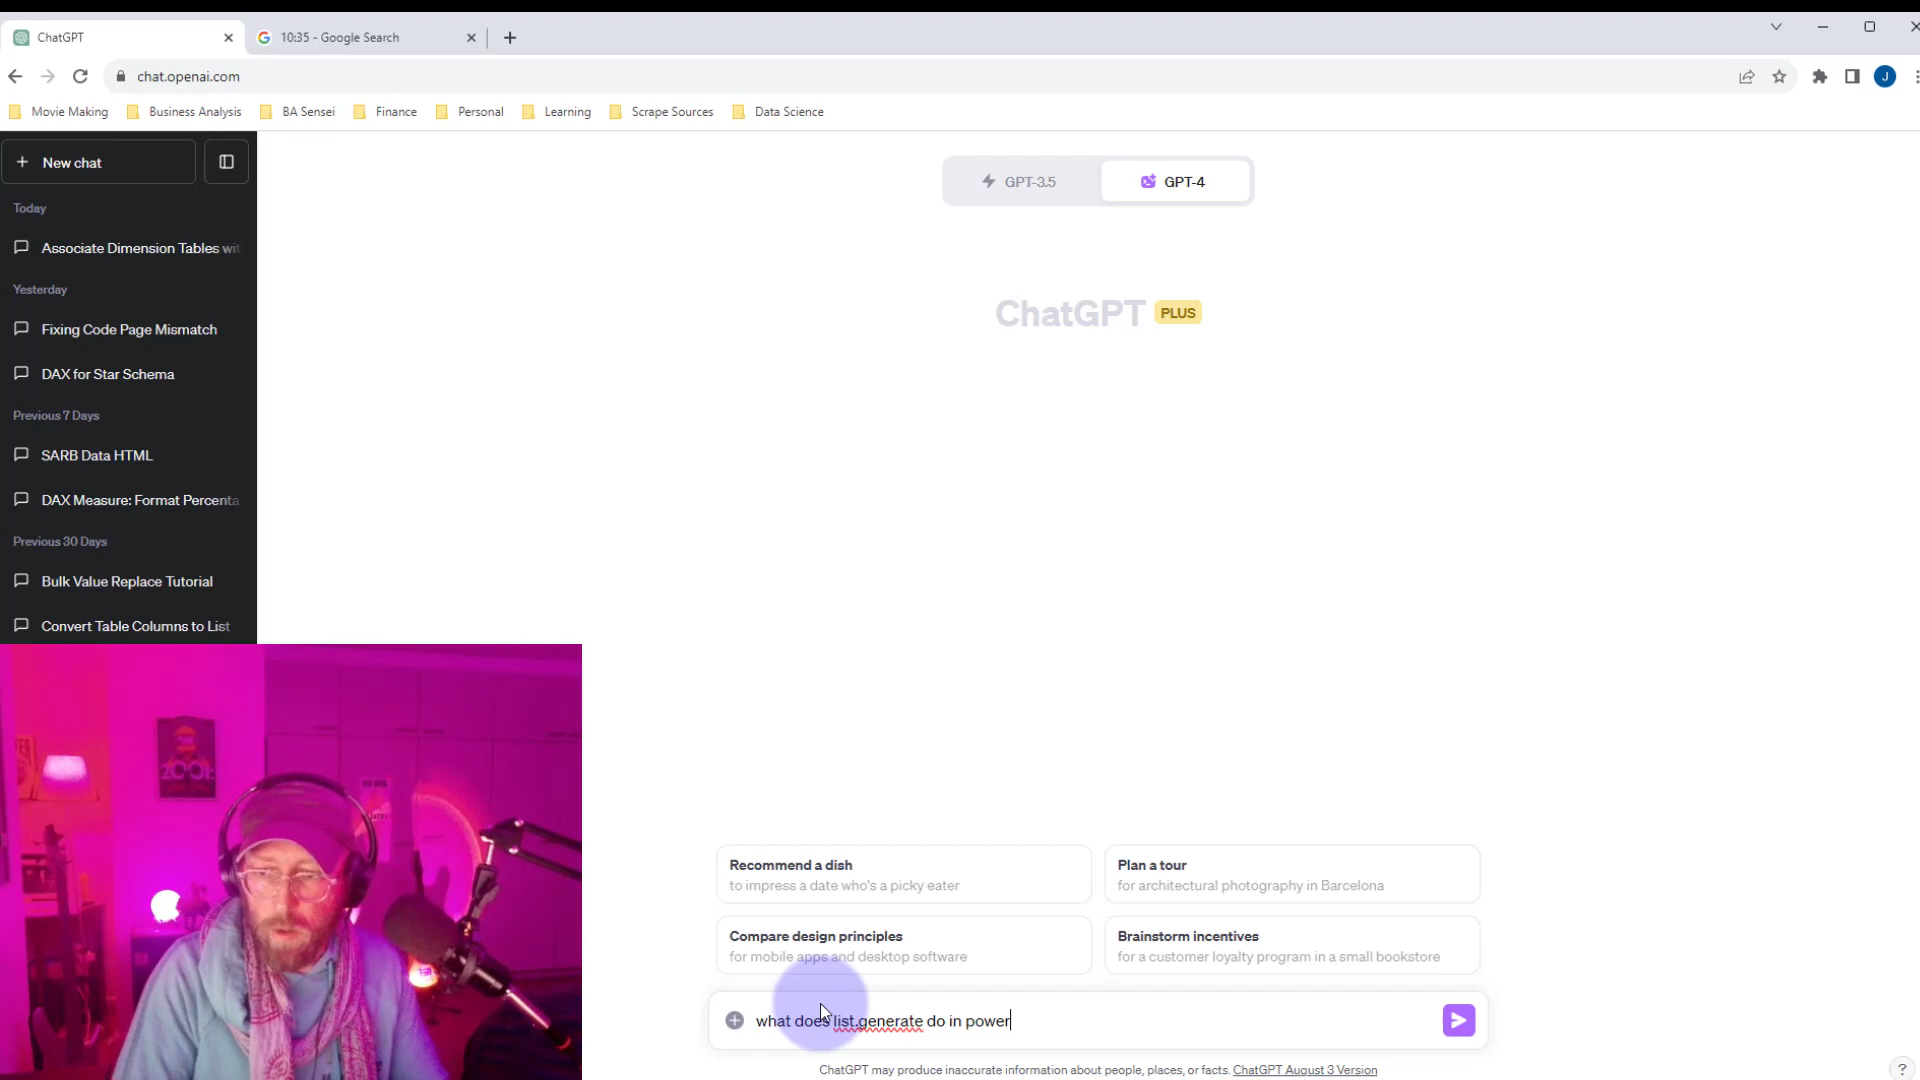 ChatGPT
10:35 - Google Search
chat.openai.com
J
Movie Making
Business Analysis
BA Sensei
Finance
Personal
Learning
Scrape Sources
Data Science
New chat
Today
Associate Dimension Tables wit
Yesterday
Fixing Code Page Mismatch
DAX for Star Schema
Previous 7 Days
SARB Data HTML
DAX Measure: Format Percenta
Previous 30 Days
Bulk Value Replace Tutorial
Convert Table Columns to List
GPT-3.5
GPT-4
ChatGPT PLUS
Recommend a dish
to impress a date who's a picky eater
Plan a tour
for architectural photography in Barcelona
Compare design principles
for mobile apps and desktop software
Brainstorm incentives
for a customer loyalty program in a small bookstore
what does list.generate do in power
ChatGPT may produce inaccurate information about people, places, or facts. ChatGPT August 3 Version
?